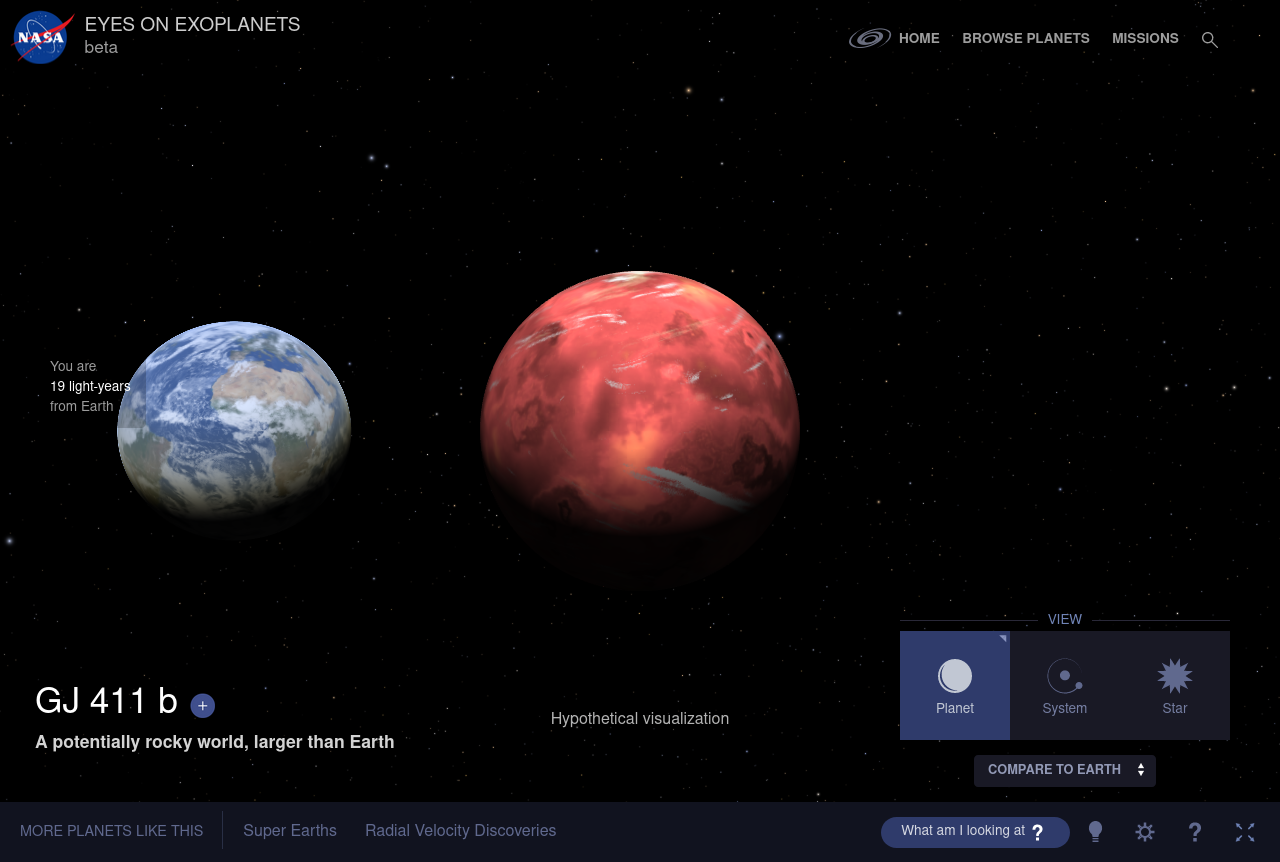 NASA
EYES ON EXOPLANETS
beta
HOME
BROWSE PLANETS
MISSIONS
You are
19 light-years
from Earth
GJ 411 b +
A potentially rocky world, larger than Earth
Hypothetical visualization
VIEW
Planet
System
Star
COMPARE TO EARTH
MORE PLANETS LIKE THIS
Super Earths
Radial Velocity Discoveries
What am I looking at ?
?